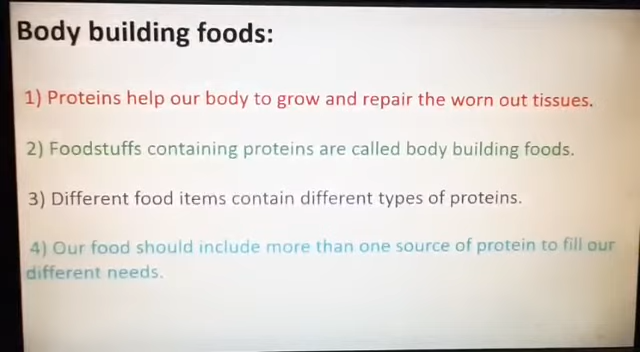 Body building foods:
1) Proteins help our body to grow and repair the worn out tissues.
2) Foodstuffs containing proteins are called body building foods.
3) Different food items contain different types of proteins.
4) Our food should include more than one source of protein to fill our
different needs.